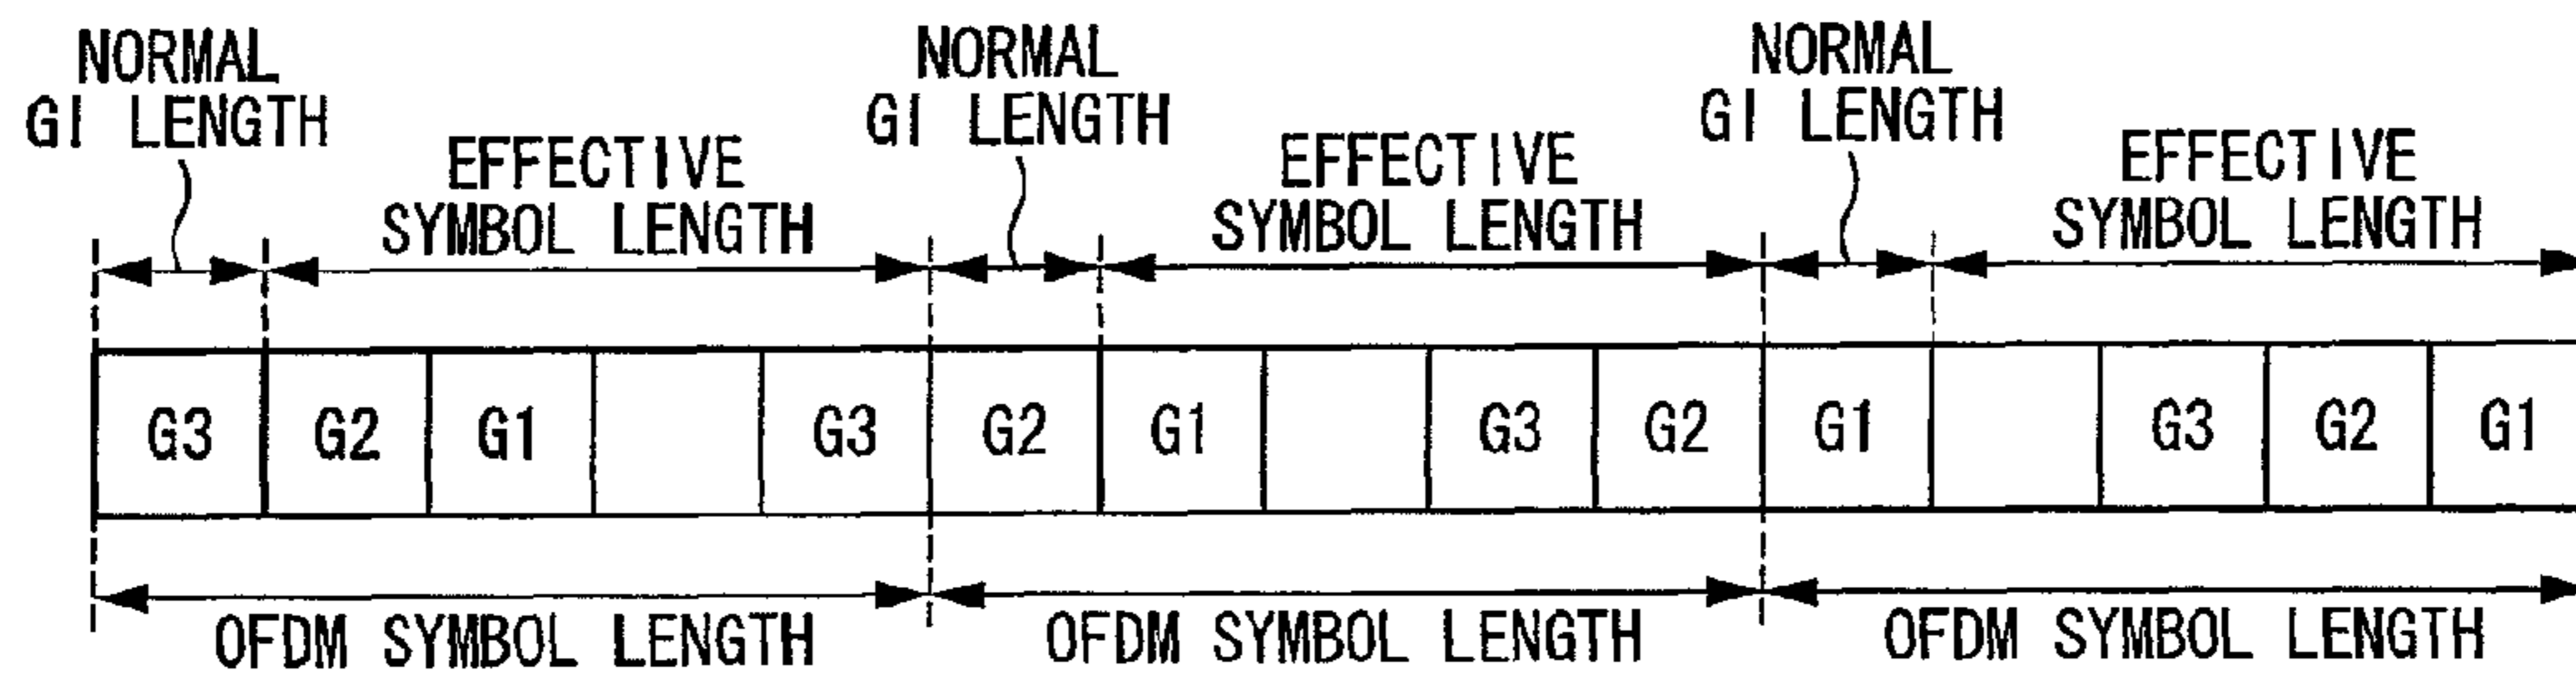 NORMAL
GI LENGTH
EFFECTIVE
SYMBOL LENGTH
NORMAL
GI LENGTH
EFFECTIVE
SYMBOL LENGTH
NORMAL
GI LENGTH
EFFECTIVE
SYMBOL LENGTH
G3 G2 G1 G3 G2 G1 G3 G2 G1 G3 G2 G1
OFDM SYMBOL LENGTH OFDM SYMBOL LENGTH OFDM SYMBOL LENGTH